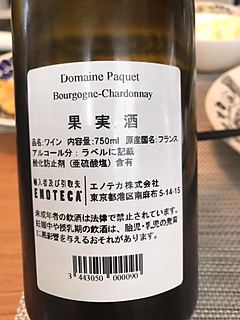 Domaine Paquet
Bourgogne-Chardonnay
果実酒
品名:ワイン 内容量:750ml 原産国名:フランス
アルコール分:ラベルに記載
酸化防止剤(亜硫酸塩)含有
輸入者及び引取先 エノテカ株式会社
ENOTECA 東京都港区南麻布5-14-15
未成年者の飲酒は法律で禁止されています。
妊娠中や授乳期の飲酒は、胎児・乳児の発育
に悪影響を与えるおそれがあります。
3 443050 000090